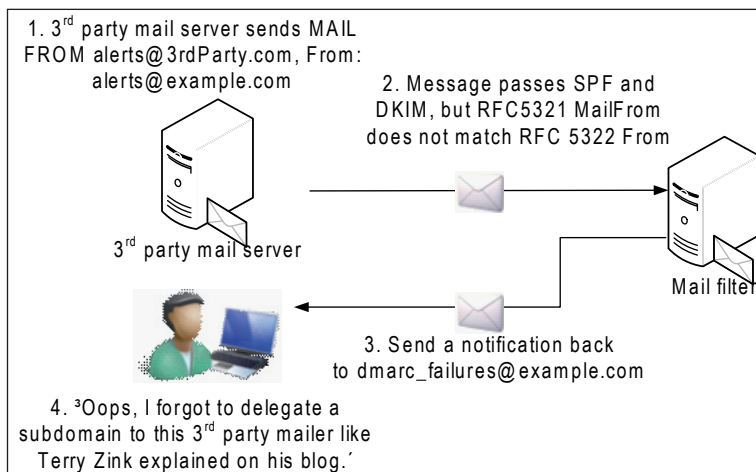 1. 3rd party mail server sends MAIL
FROM alerts@3rdParty.com, From:
alerts@example.com
2. Message passes SPF and
DKIM, but RFC5321 MailFrom
does not match RFC 5322 From
3rd party mail server
Mail filter
3. Send a notification back
to dmarc_failures@example.com
4. ³Oops, I forgot to delegate a
subdomain to this 3rd party mailer like
Terry Zink explained on his blog.´